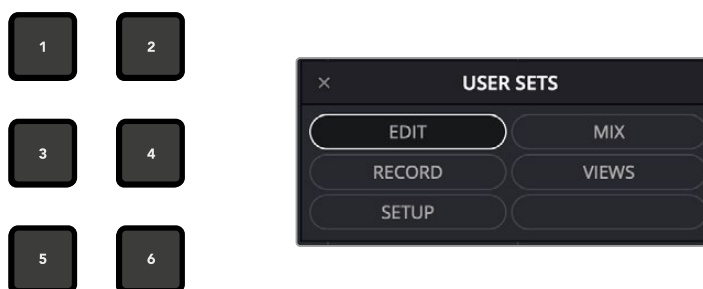 1 2
3 4
5 6
× USER SETS
EDIT MIX
RECORD VIEWS
SETUP